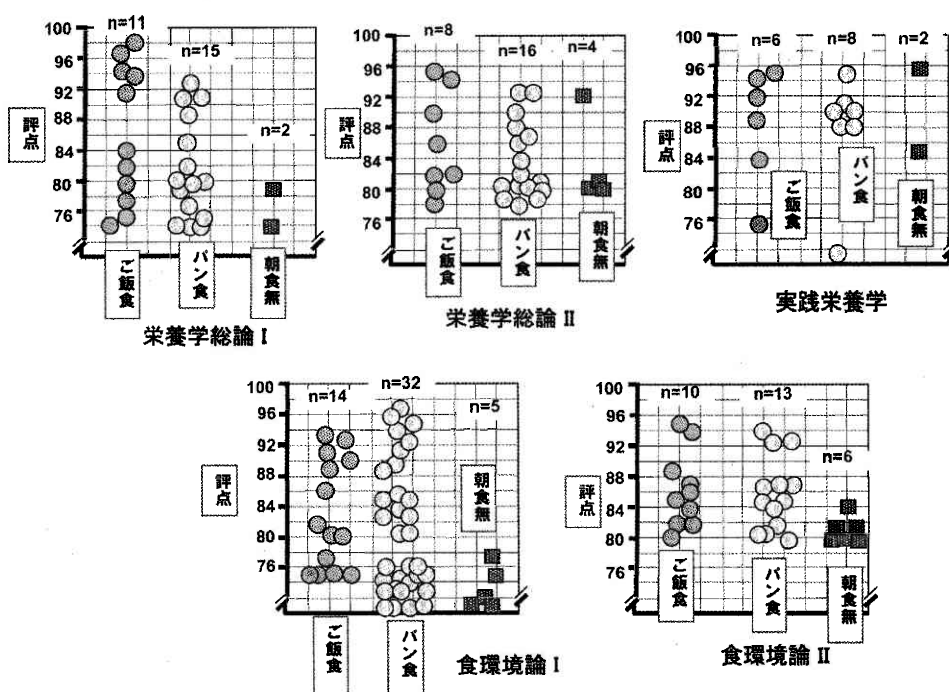 n=11
n=15
n=2
100
96
92
88
84
80
76
評点
ご飯食
パン食
朝食無
栄養学総論 I
n=8
n=16
n=4
100
96
92
88
84
80
76
評点
ご飯食
パン食
朝食無
栄養学総論 II
n=6
n=8
n=2
100
96
92
88
84
80
76
評点
ご飯食
パン食
朝食無
実践栄養学
n=14
n=32
n=5
100
96
92
88
84
80
76
評点
ご飯食
パン食
朝食無
食環境論 I
n=10
n=13
n=6
100
96
92
88
84
80
76
評点
ご飯食
パン食
朝食無
食環境論 II